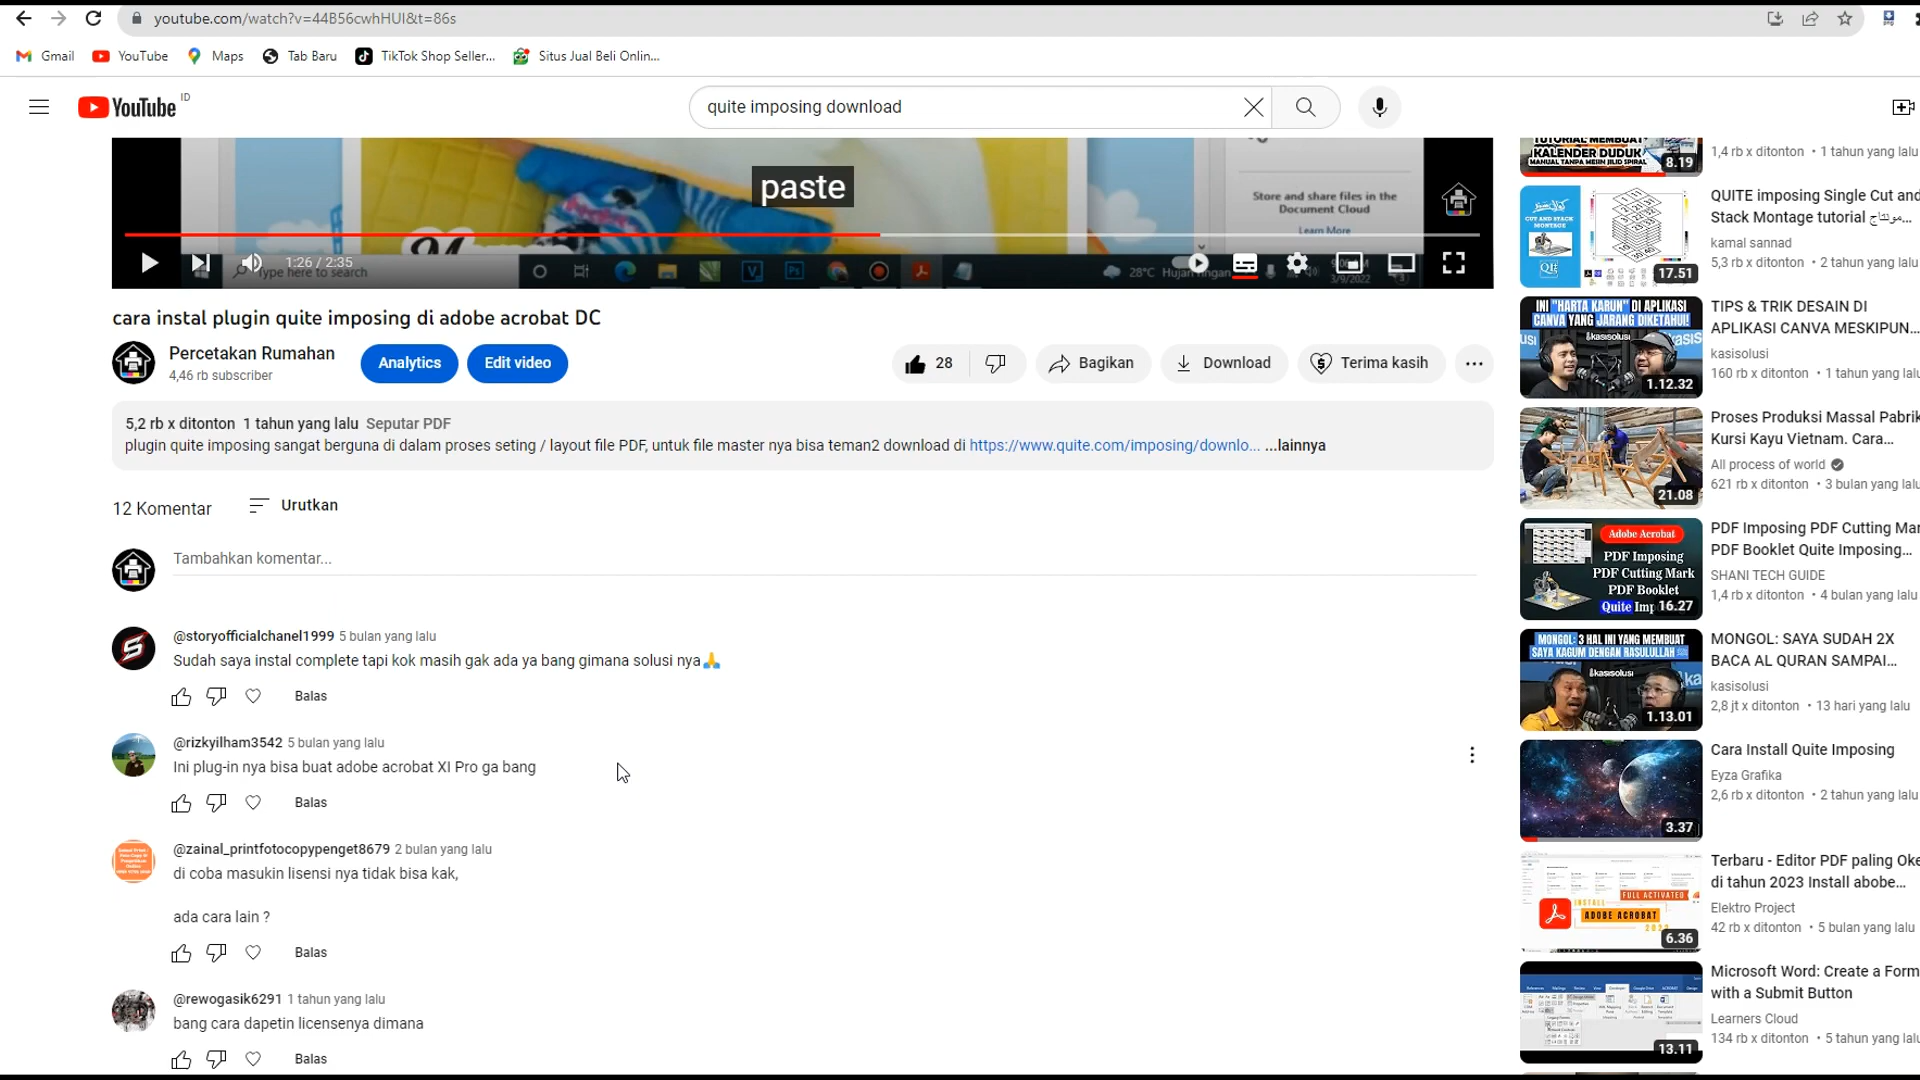 youtube.com/watch?v=44B56cwhHUI&t=86s
Gmail
YouTube
Maps
Tab Baru
TikTok Shop Seller...
Situs Jual Beli Onlin...
YouTube ID
quite imposing download
paste
Store and share files in the
Document Cloud
Learn More
1:26 / 2:35
Type here to search
28°C Hujan ringan
3/9/2022
cara instal plugin quite imposing di adobe acrobat DC
Percetakan Rumahan
4,46 rb subscriber
Analytics
Edit video
28
Bagikan
Download
Terima kasih
5,2 rb x ditonton 1 tahun yang lalu Seputar PDF
plugin quite imposing sangat berguna di dalam proses seting / layout file PDF, untuk file master nya bisa teman2 download di https://www.quite.com/imposing/downlo... ...lainnya
12 Komentar
Urutkan
Tambahkan komentar...
@storyofficialchanel1999 5 bulan yang lalu
Sudah saya instal complete tapi kok masih gak ada ya bang gimana solusi nya🙏
Balas
@rizkyilham3542 5 bulan yang lalu
Ini plug-in nya bisa buat adobe acrobat XI Pro ga bang
Balas
@zainal_printfotocopypenget8679 2 bulan yang lalu
di coba masukin lisensi nya tidak bisa kak,
ada cara lain ?
Balas
@rewogasik6291 1 tahun yang lalu
bang cara dapetin licensenya dimana
Balas
TUTORIAL MEMBUAT
KALENDER DUDUK
MANUAL TANPA MESIN JILID SPIRAL
8.19
1,4 rb x ditonton • 1 tahun yang lalu
CUT AND STACK
MONTAGE
17.51
QUITE imposing Single Cut and
Stack Montage tutorial مونتاج...
kamal sannad
5,3 rb x ditonton • 2 tahun yang lalu
INI "HARTA KARUN" DI APLIKASI
CANVA YANG JARANG DIKETAHUI!
kasisolusi
1.12.32
TIPS & TRIK DESAIN DI
APLIKASI CANVA MESKIPUN...
kasisolusi
160 rb x ditonton • 1 tahun yang lalu
21.08
Proses Produksi Massal Pabrik
Kursi Kayu Vietnam. Cara...
All process of world
621 rb x ditonton • 3 bulan yang lalu
Adobe Acrobat
PDF Imposing
PDF Cutting Mark
PDF Booklet
Quite Imp
16.27
PDF Imposing PDF Cutting Mar
PDF Booklet Quite Imposing...
SHANI TECH GUIDE
1,4 rb x ditonton • 4 bulan yang lalu
MONGOL: 3 HAL INI YANG MEMBUAT
SAYA KAGUM DENGAN RASULULLAH
kasisolusi
1.13.01
MONGOL: SAYA SUDAH 2X
BACA AL QURAN SAMPAI...
kasisolusi
2,8 jt x ditonton • 13 hari yang lalu
3.37
Cara Install Quite Imposing
Eyza Grafika
2,6 rb x ditonton • 2 tahun yang lalu
FULL ACTIVATED
INSTALL
ADOBE ACROBAT
6.36
Terbaru - Editor PDF paling Oke
di tahun 2023 Install abobe...
Elektro Project
42 rb x ditonton • 5 bulan yang lalu
13.11
Microsoft Word: Create a Form
with a Submit Button
Learners Cloud
134 rb x ditonton • 5 tahun yang lalu